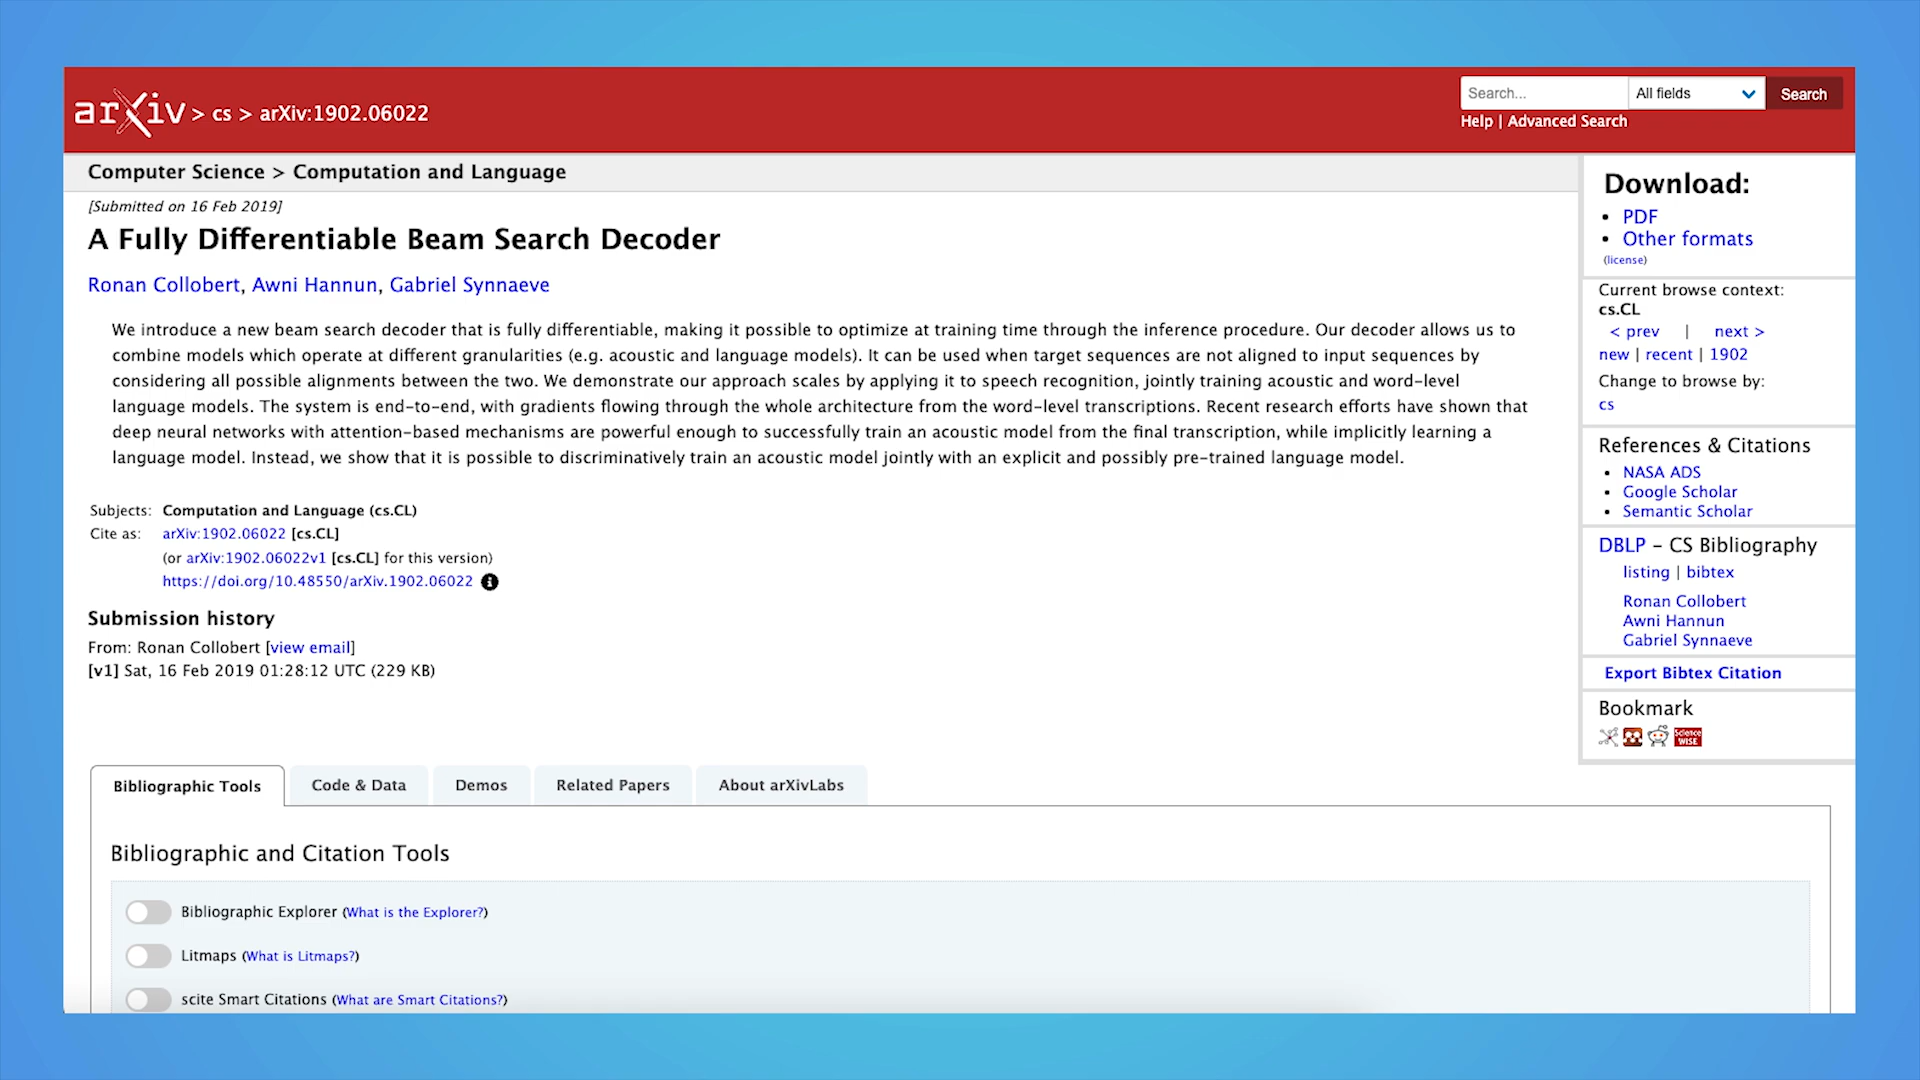 arXiv > cs > arXiv:1902.06022
Search...
All fields
Search
Help | Advanced Search
Computer Science > Computation and Language
[Submitted on 16 Feb 2019]
A Fully Differentiable Beam Search Decoder
Ronan Collobert, Awni Hannun, Gabriel Synnaeve
We introduce a new beam search decoder that is fully differentiable, making it possible to optimize at training time through the inference procedure. Our decoder allows us to
combine models which operate at different granularities (e.g. acoustic and language models). It can be used when target sequences are not aligned to input sequences by
considering all possible alignments between the two. We demonstrate our approach scales by applying it to speech recognition, jointly training acoustic and word-level
language models. The system is end-to-end, with gradients flowing through the whole architecture from the word-level transcriptions. Recent research efforts have shown that
deep neural networks with attention-based mechanisms are powerful enough to successfully train an acoustic model from the final transcription, while implicitly learning a
language model. Instead, we show that it is possible to discriminatively train an acoustic model jointly with an explicit and possibly pre-trained language model.
Subjects: Computation and Language (cs.CL)
Cite as: arXiv:1902.06022 [cs.CL]
(or arXiv:1902.06022v1 [cs.CL] for this version)
https://doi.org/10.48550/arXiv.1902.06022
Submission history
From: Ronan Collobert [view email]
[v1] Sat, 16 Feb 2019 01:28:12 UTC (229 KB)
Download:
PDF
Other formats
(license)
Current browse context:
cs.CL
< prev | next >
new | recent | 1902
Change to browse by:
cs
References & Citations
NASA ADS
Google Scholar
Semantic Scholar
DBLP - CS Bibliography
listing | bibtex
Ronan Collobert
Awni Hannun
Gabriel Synnaeve
Export Bibtex Citation
Bookmark
Science
WISE
Bibliographic Tools
Code & Data
Demos
Related Papers
About arXivLabs
Bibliographic and Citation Tools
Bibliographic Explorer (What is the Explorer?)
Litmaps (What is Litmaps?)
scite Smart Citations (What are Smart Citations?)